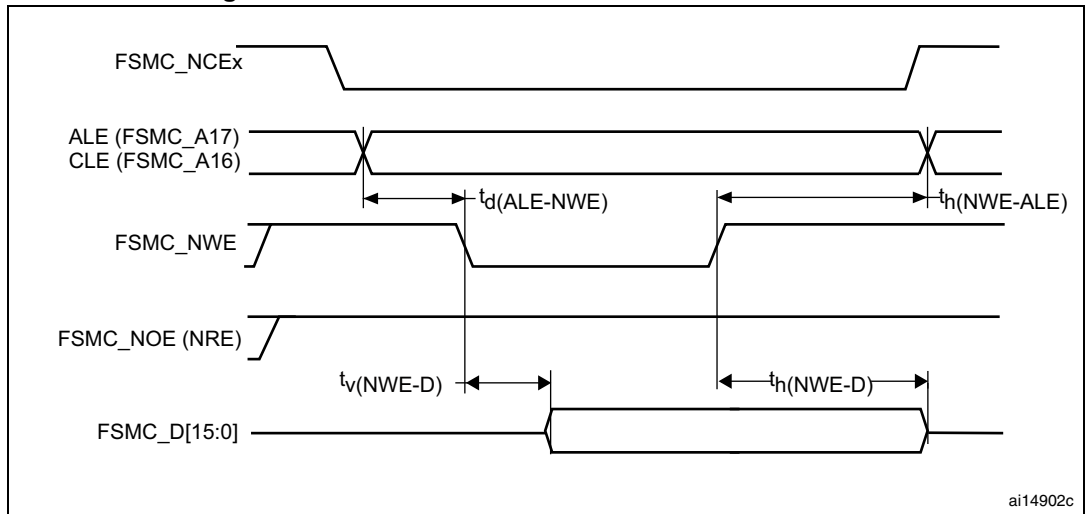 FSMC_NCEx
ALE (FSMC_A17)
CLE (FSMC_A16)
td(ALE-NWE)
th(NWE-ALE)
FSMC_NWE
FSMC_NOE (NRE)
tv(NWE-D)
th(NWE-D)
FSMC_D[15:0]
ai14902c